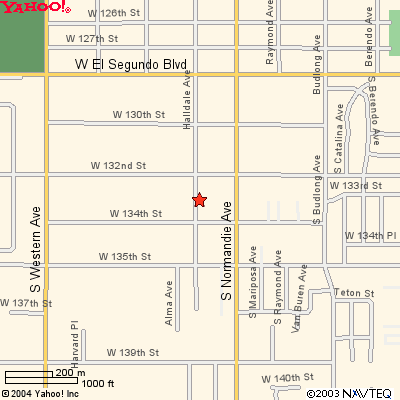 YAHOO!
W 126th St
W 127th St
W El Segundo Blvd
Halldale Ave
Raymond Ave
Budlong Ave
Berendo Ave
W 130th St
S Catalina Ave
S Berendo Ave
W 132nd St
W 133rd St
S Budlong Ave
S Western Ave
W 134th St
S Normandie Ave
W 134th Pl
W 135th St
S Mariposa Ave
S Raymond Ave
Van Buren Ave
Teton St
W 137th St
Alma Ave
Harvard Pl
W 139th St
W 140th St
200 m
1000 ft
©2004 Yahoo! Inc
©2003 NAVTEQ